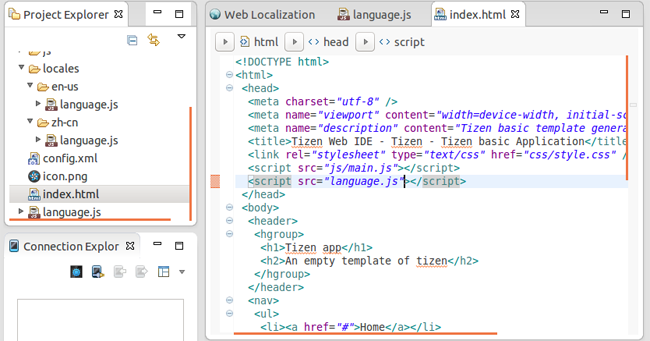 Project Explorer
js
locales
en-us
language.js
zh-cn
language.js
config.xml
icon.png
index.html
language.js
Connection Explor
Web Localization
language.js
index.html
html
head
script
<!DOCTYPE html>
<html>
<head>
<meta charset="utf-8" />
<meta name="viewport" content="width=device-width, initial-sc
<meta name="description" content="Tizen basic template genera
<title>Tizen Web IDE - Tizen - Tizen basic Application</title
<link rel="stylesheet" type="text/css" href="css/style.css" /
<script src="js/main.js"></script>
<script src="language.js"></script>
</head>
<body>
<header>
<hgroup>
<h1>Tizen app</h1>
<h2>An empty template of tizen</h2>
</hgroup>
</header>
<nav>
<ul>
<li><a href="#">Home</a></li>